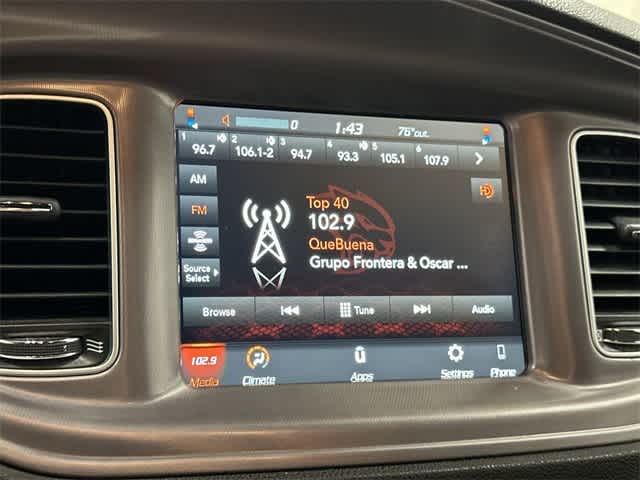 0 1:43 76°out.
1 96.7 2 106.1-2 3 94.7 4 93.3 5 105.1 6 107.9
AM
FM
Source
Select
Top 40
102.9
QueBuena
Grupo Frontera & Oscar ...
HD
Browse Tune Audio
102.9
Media Climate Apps Settings Phone